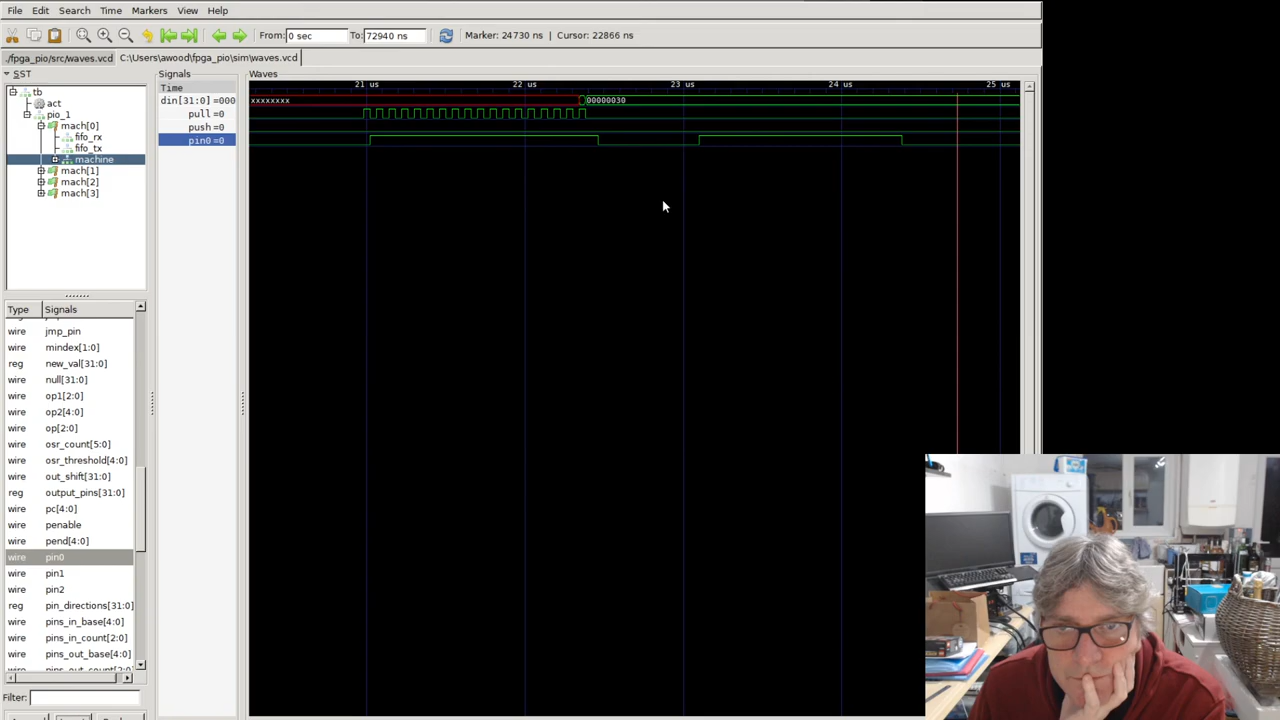 File Edit Search Time Markers View Help
From: 0 sec To: 72940 ns Marker: 24730 ns | Cursor: 22866 ns
./fpga_pio/src/waves.vcd C:\Users\awood\fpga_pio\sim\waves.vcd
SST
tb
act
pio_1
mach[0]
fifo_rx
fifo_tx
machine
mach[1]
mach[2]
mach[3]
Type Signals
wire jmp_pin
wire mindex[1:0]
reg new_val[31:0]
wire null[31:0]
wire op1[2:0]
wire op2[4:0]
wire op[2:0]
wire osr_count[5:0]
wire osr_threshold[4:0]
wire out_shift[31:0]
reg output_pins[31:0]
wire pc[4:0]
wire penable
wire pend[4:0]
wire pin0
wire pin1
wire pin2
reg pin_directions[31:0]
wire pins_in_base[4:0]
wire pins_in_count[2:0]
wire pins_out_base[4:0]
wire pins_out_count[2:0]
Filter:
Signals
Time
din[31:0]=000
pull=0
push=0
pin0=0
Waves
21 us 22 us 23 us 24 us 25 us
xxxxxxxx 00000030